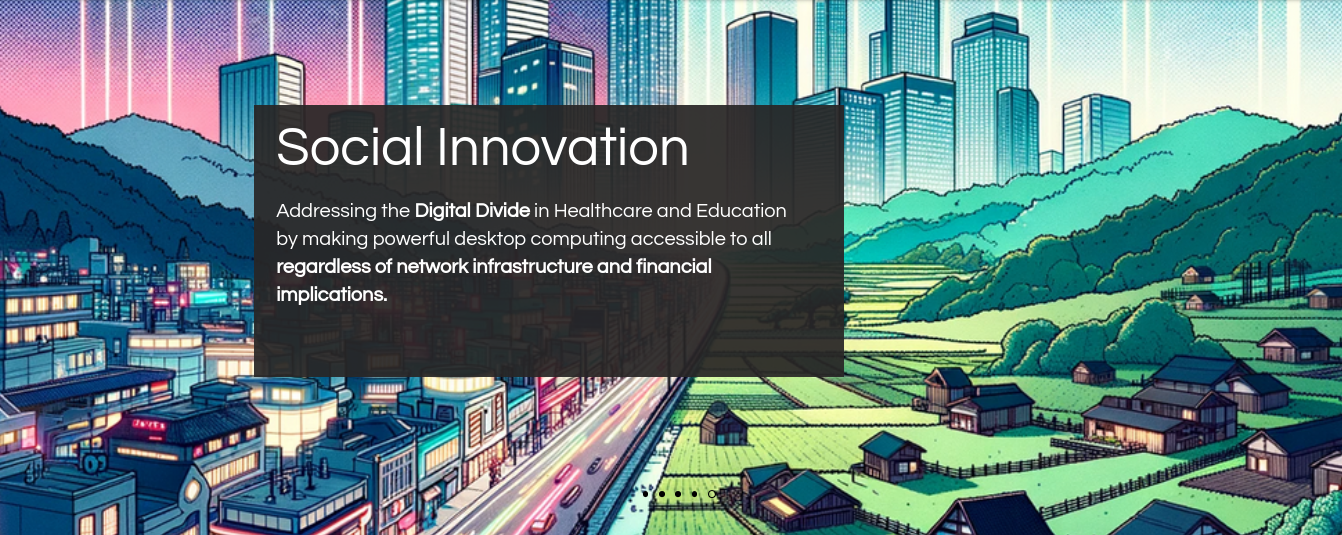 Social Innovation
Addressing the Digital Divide in Healthcare and Education
by making powerful desktop computing accessible to all
regardless of network infrastructure and financial
implications.